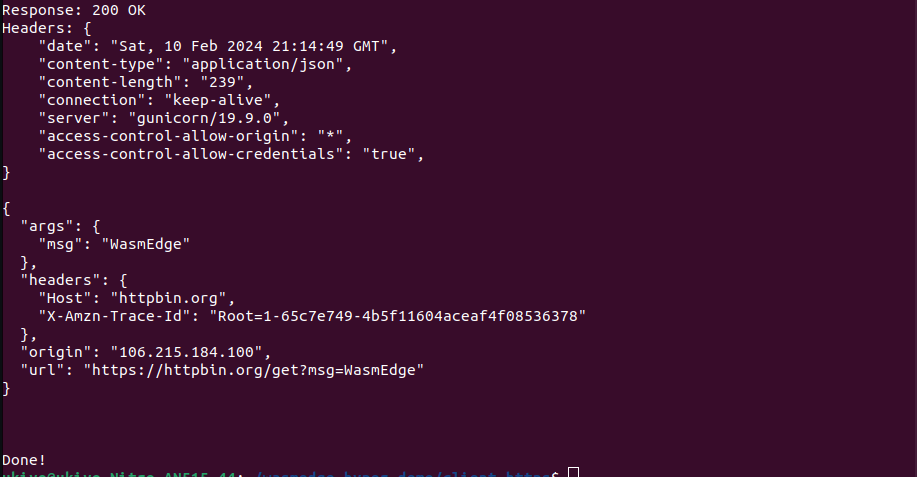 Response: 200 OK
Headers: {
    "date": "Sat, 10 Feb 2024 21:14:49 GMT",
    "content-type": "application/json",
    "content-length": "239",
    "connection": "keep-alive",
    "server": "gunicorn/19.9.0",
    "access-control-allow-origin": "*",
    "access-control-allow-credentials": "true",
}
{
  "args": {
    "msg": "WasmEdge"
  },
  "headers": {
    "Host": "httpbin.org",
    "X-Amzn-Trace-Id": "Root=1-65c7e749-4b5f11604aceaf4f08536378"
  },
  "origin": "106.215.184.100",
  "url": "https://httpbin.org/get?msg=WasmEdge"
}
Done!